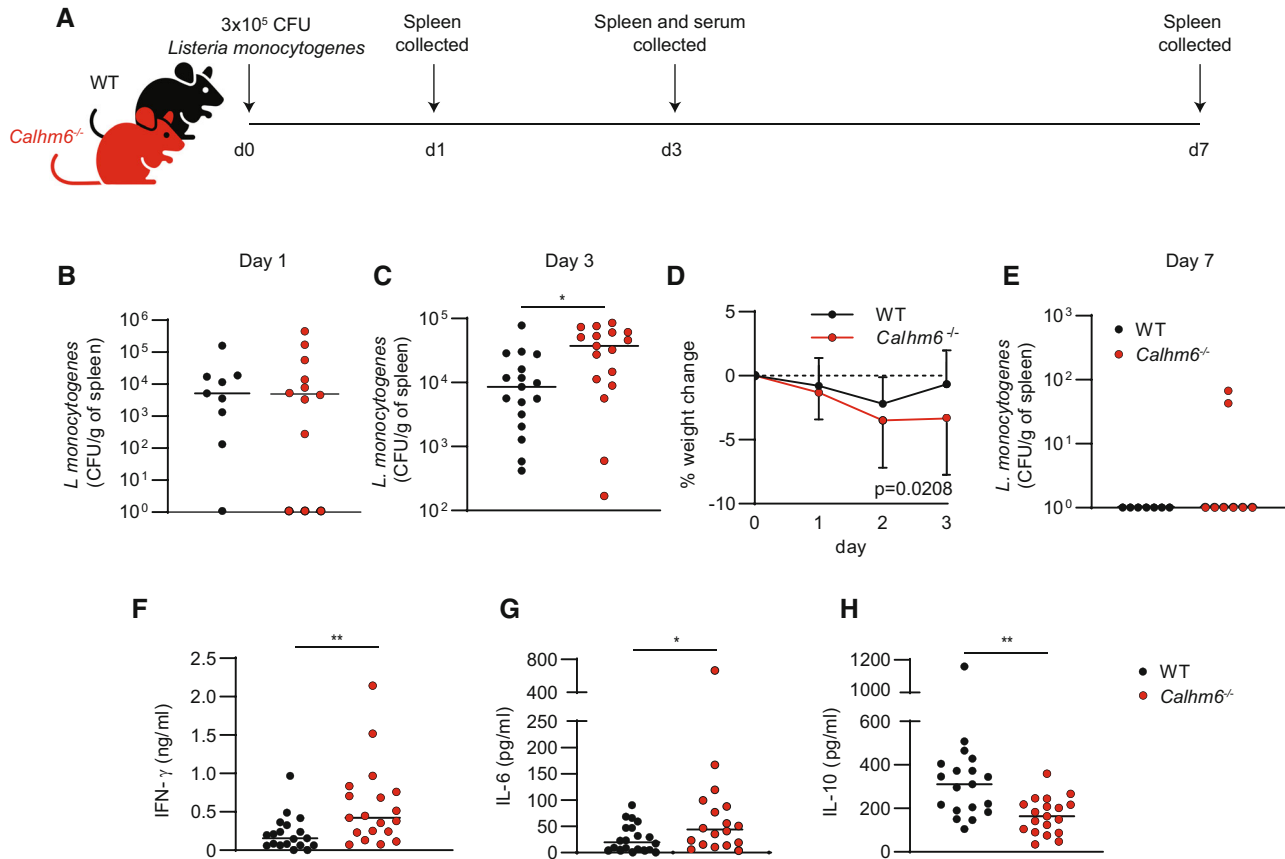 A
3x10⁵ CFU
Listeria monocytogenes
Spleen
collected
Spleen and serum
collected
Spleen
collected
WT
Calhm6-/-
d0
d1
d3
d7
B
Day 1
L monocytogenes
(CFU/g of spleen)
10⁶
10⁵
10⁴
10³
10²
10¹
10⁰
C
Day 3
L. monocytogenes
(CFU/g of spleen)
10⁵
10⁴
10³
10²
*
D
% weight change
5
0
-5
-10
WT
Calhm6 -/-
p=0.0208
0 1 2 3
day
E
Day 7
L. monocytogenes
(CFU/g of spleen)
10³
10²
10¹
10⁰
WT
Calhm6-/-
F
IFN- γ (ng/ml)
2.5
2.0
1.5
1.0
0.5
0
**
G
IL-6 (pg/ml)
800
400
250
200
150
100
50
0
*
H
IL-10 (pg/ml)
1200
1000
600
400
200
0
**
WT
Calhm6-/-